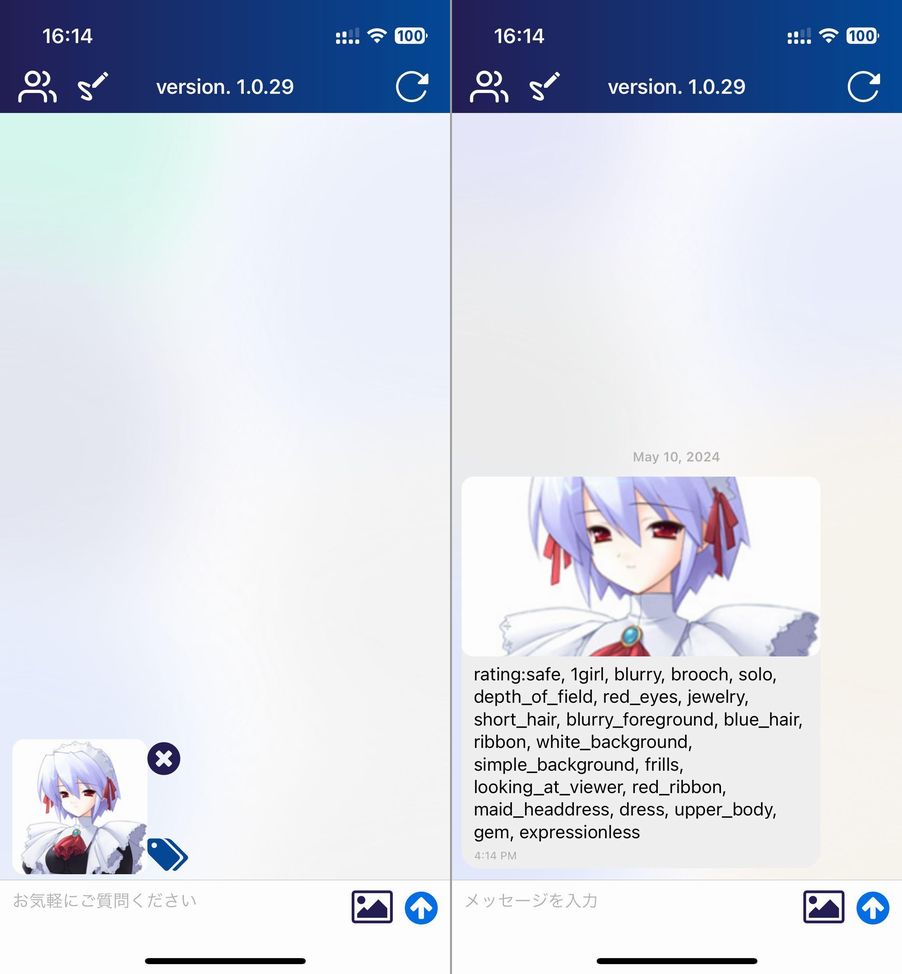 16:14
100
version. 1.0.29
お気軽にご質問ください
16:14
100
version. 1.0.29
May 10, 2024
rating:safe, 1girl, blurry, brooch, solo,
depth_of_field, red_eyes, jewelry,
short_hair, blurry_foreground, blue_hair,
ribbon, white_background,
simple_background, frills,
looking_at_viewer, red_ribbon,
maid_headdress, dress, upper_body,
gem, expressionless
4:14 PM
メッセージを入力